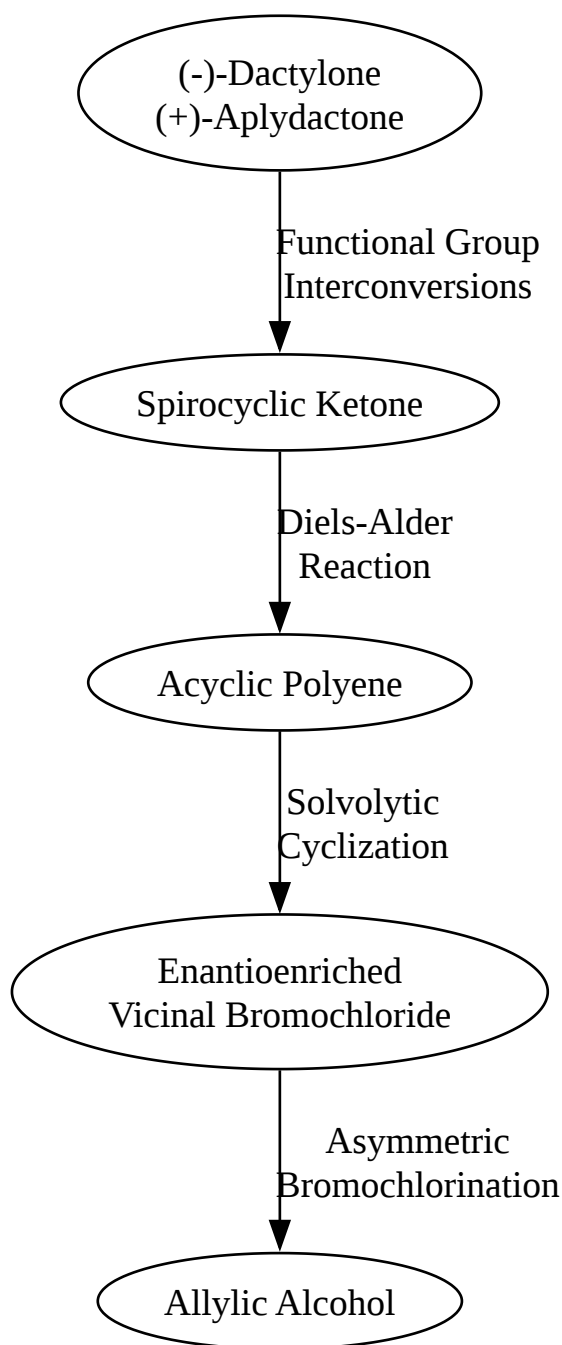 (-)-Dactylone
(+)-Aplydactone
Functional Group
Interconversions
Spirocyclic Ketone
Diels-Alder
Reaction
Acyclic Polyene
Solvolytic
Cyclization
Enantioenriched
Vicinal Bromochloride
Asymmetric
Bromochlorination
Allylic Alcohol